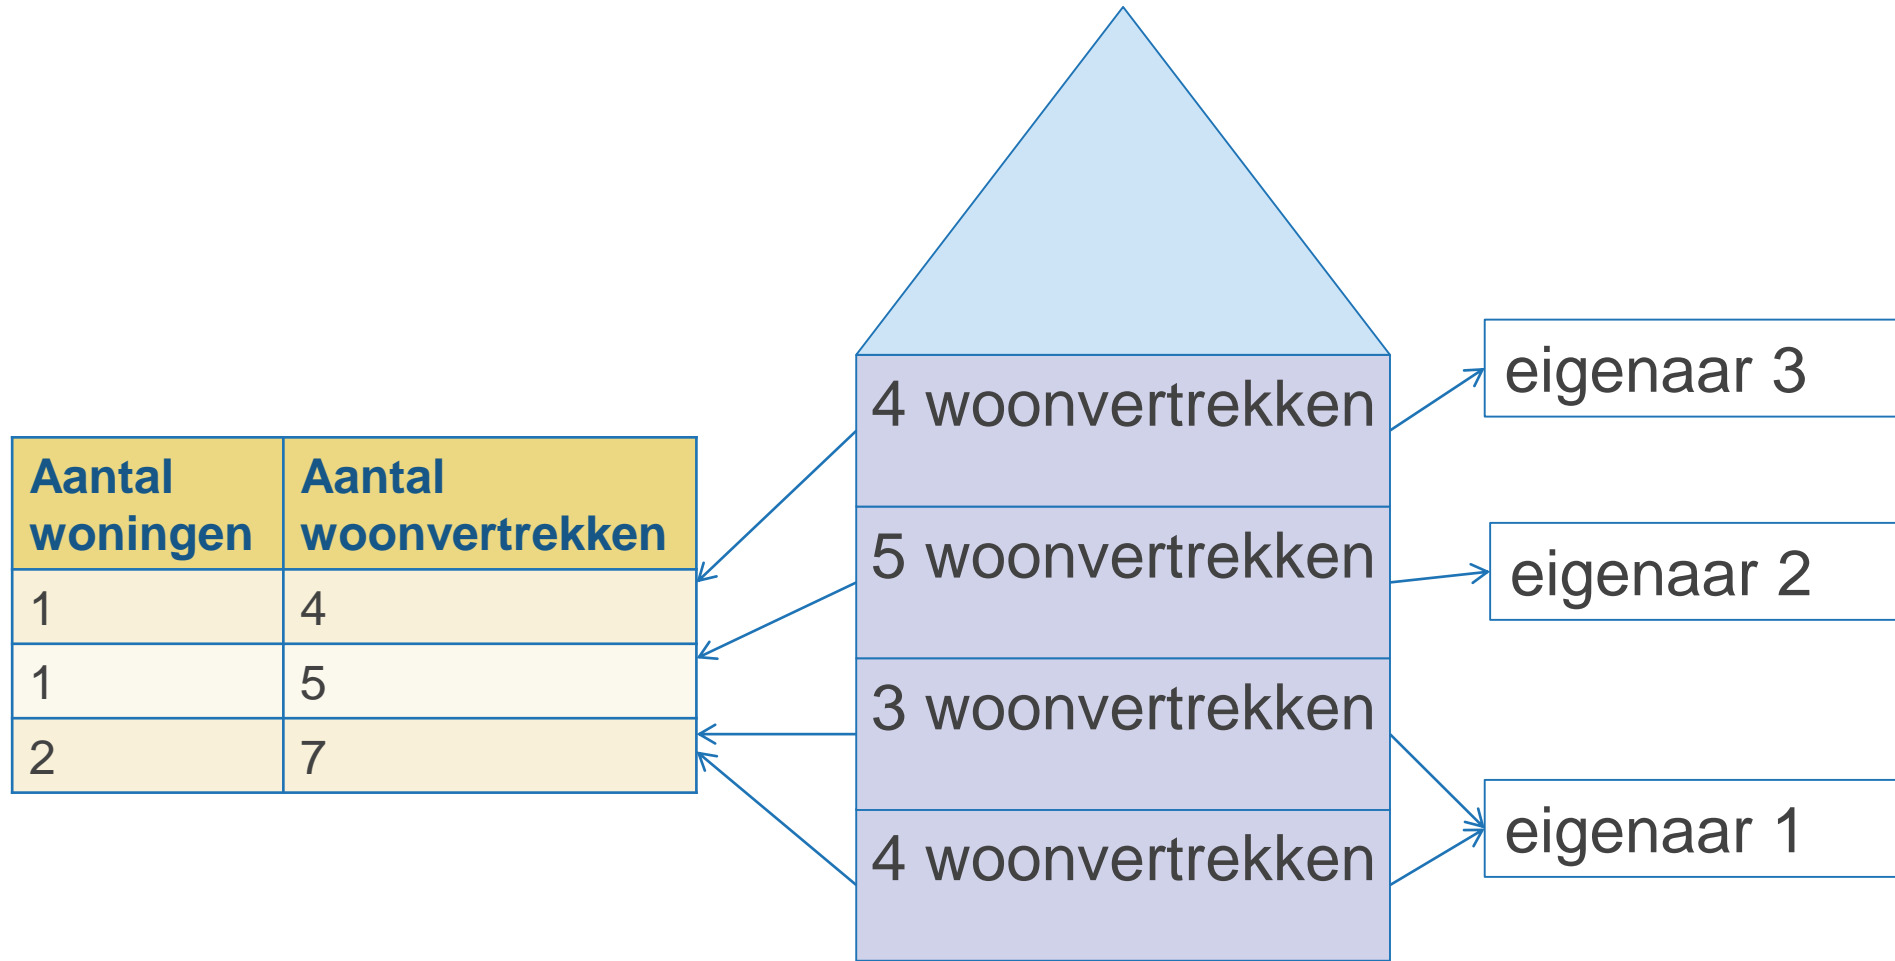 Aantal woningen
Aantal woonvertrekken
1
4
1
5
2
7
4 woonvertrekken
5 woonvertrekken
3 woonvertrekken
4 woonvertrekken
eigenaar 3
eigenaar 2
eigenaar 1